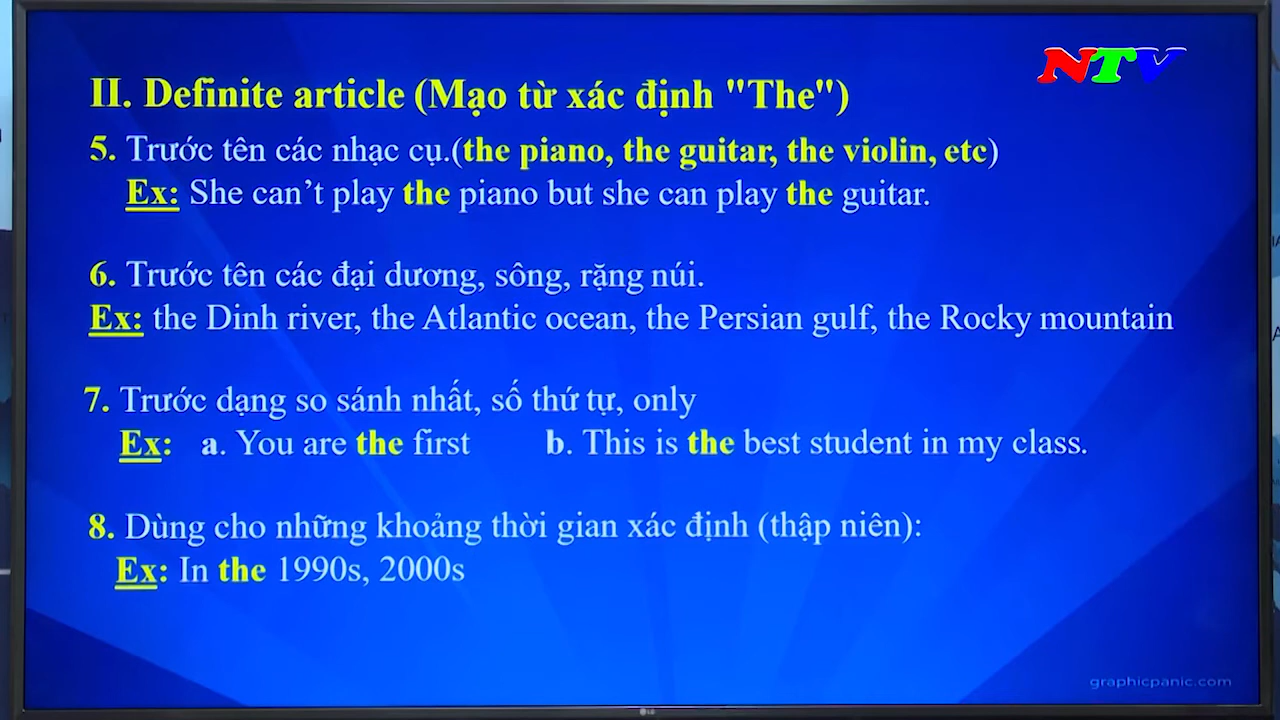 NTV
II. Definite article (Mạo từ xác định "The")
5. Trước tên các nhạc cụ.(the piano, the guitar, the violin, etc)
Ex: She can't play the piano but she can play the guitar.
6. Trước tên các đại dương, sông, rặng núi.
Ex: the Dinh river, the Atlantic ocean, the Persian gulf, the Rocky mountain
7. Trước dạng so sánh nhất, số thứ tự, only
Ex: a. You are the first b. This is the best student in my class.
8. Dùng cho những khoảng thời gian xác định (thập niên):
Ex: In the 1990s, 2000s
graphicpanic.com
LG